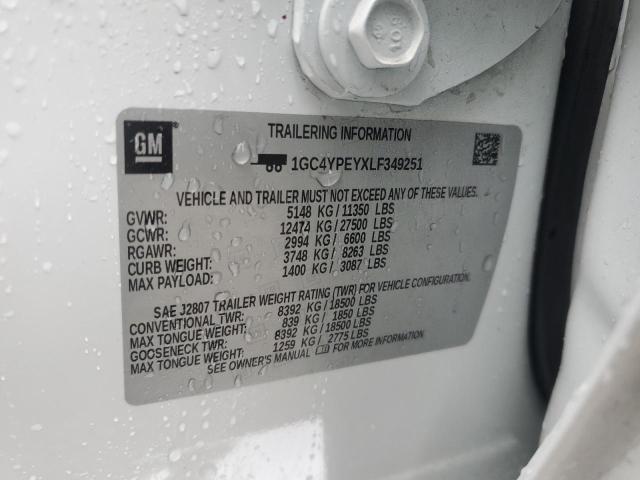 GM
TRAILERING INFORMATION
1GC4YPEYXLF349251
VEHICLE AND TRAILER MUST NOT EXCEED ANY OF THESE VALUES.
GVWR: 5148 KG / 11350 LBS
GCWR: 12474 KG / 27500 LBS
RGAWR: 2994 KG / 6600 LBS
CURB WEIGHT: 3748 KG / 8263 LBS
MAX PAYLOAD: 1400 KG / 3087 LBS
SAE J2807 TRAILER WEIGHT RATING (TWR) FOR VEHICLE CONFIGURATION.
CONVENTIONAL TWR: 8392 KG / 18500 LBS
MAX TONGUE WEIGHT: 839 KG / 1850 LBS
GOOSENECK TWR: 8392 KG / 18500 LBS
MAX TONGUE WEIGHT: 1259 KG / 2775 LBS
SEE OWNER'S MANUAL FOR MORE INFORMATION